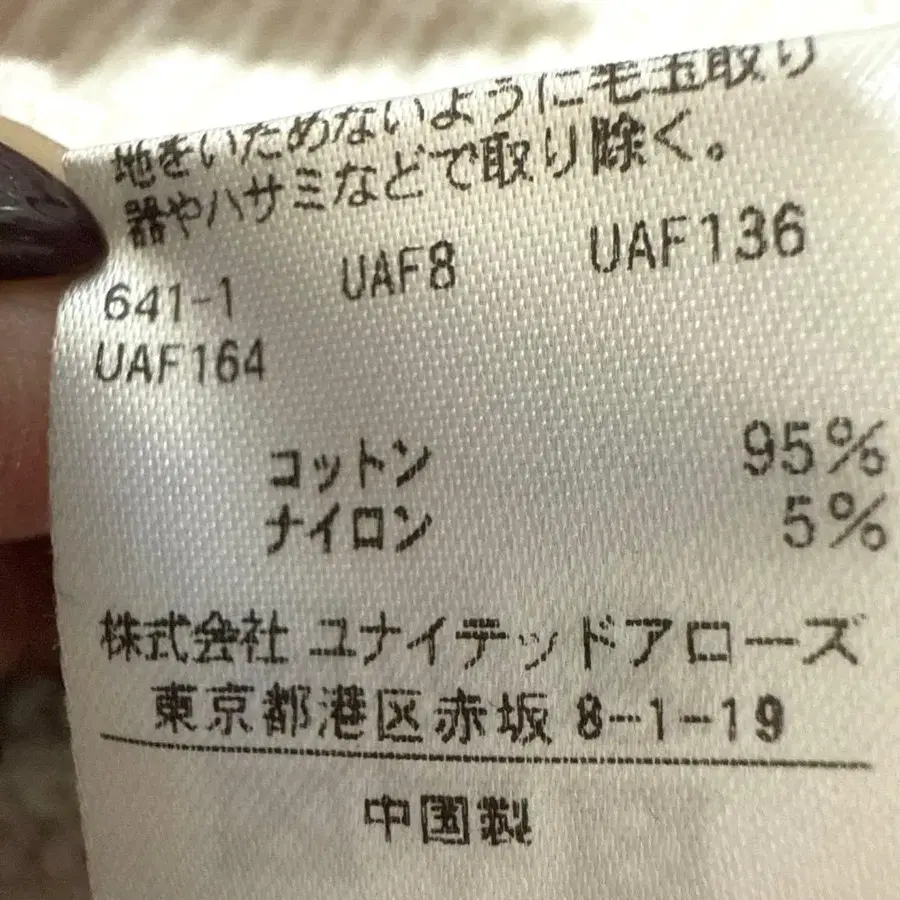 地をいためないように毛玉取り
器やハサミなどで取り除く。
641-1 UAF8 UAF136
UAF164
コットン 95%
ナイロン 5%
株式会社 ユナイテッドアローズ
東京都港区赤坂 8-1-19
中国製